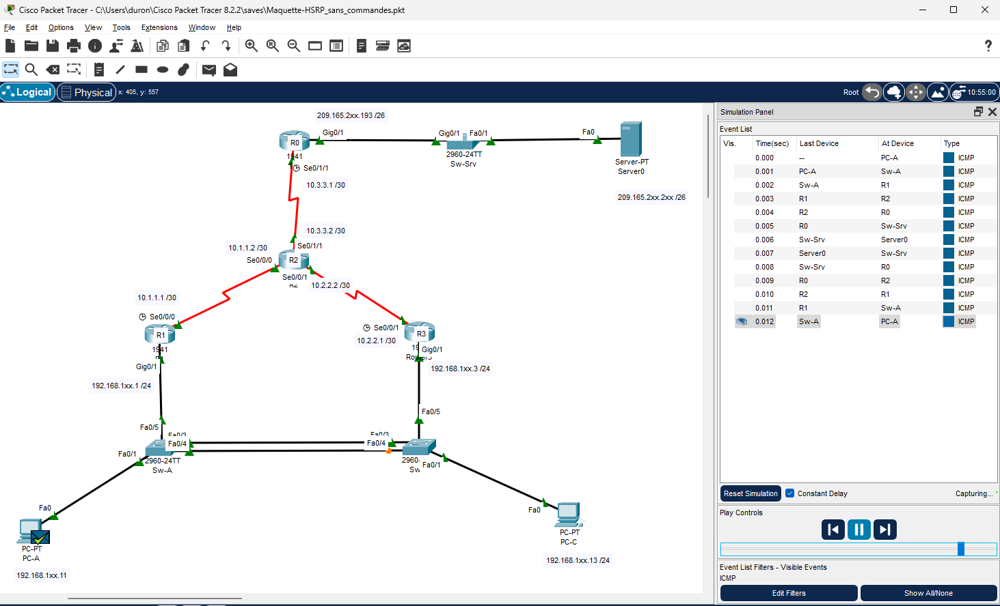 Cisco Packet Tracer - C:\Users\duron\Cisco Packet Tracer 8.2.2\saves\Maquette-HSRP_sans_commandes.pkt
File Edit Options View Tools Extensions Window Help
Logical Physical x: 405, y: 557
Root 10:55:00
209.165.2xx.193 /26
Gig0/1
Gig0/1 Fa0/1
Fa0
R0
1941
2960-24TT
Sw-Srv
Server-PT
Server0
Se0/1/1
10.3.3.1 /30
209.165.2xx.2xx /26
10.3.3.2 /30
10.1.1.2 /30
Se0/1/1
Se0/0/0
R2
Se0/0/1
R2
10.2.2.2 /30
10.1.1.1 /30
Se0/0/0
R1
1941
Gig0/1
192.168.1xx.1 /24
Se0/0/1
10.2.2.1 /30
R3
Gig0/1
192.168.1xx.3 /24
Fa0/5
Fa0/5
Fa0/3
Fa0/4
Fa0/3
Fa0/4
Fa0/1
2960-24TT
Sw-A
2960-
Sw
Fa0/1
Fa0
PC-PT
PC-A
192.168.1xx.11
Fa0
PC-PT
PC-C
192.168.1xx.13 /24
Simulation Panel
Event List
Vis. Time(sec) Last Device At Device Type
0.000 -- PC-A ICMP
0.001 PC-A Sw-A ICMP
0.002 Sw-A R1 ICMP
0.003 R1 R2 ICMP
0.004 R2 R0 ICMP
0.005 R0 Sw-Srv ICMP
0.006 Sw-Srv Server0 ICMP
0.007 Server0 Sw-Srv ICMP
0.008 Sw-Srv R0 ICMP
0.009 R0 R2 ICMP
0.010 R2 R1 ICMP
0.011 R1 Sw-A ICMP
0.012 Sw-A PC-A ICMP
Reset Simulation Constant Delay Capturing... *
Play Controls
Event List Filters - Visible Events
ICMP
Edit Filters Show All/None